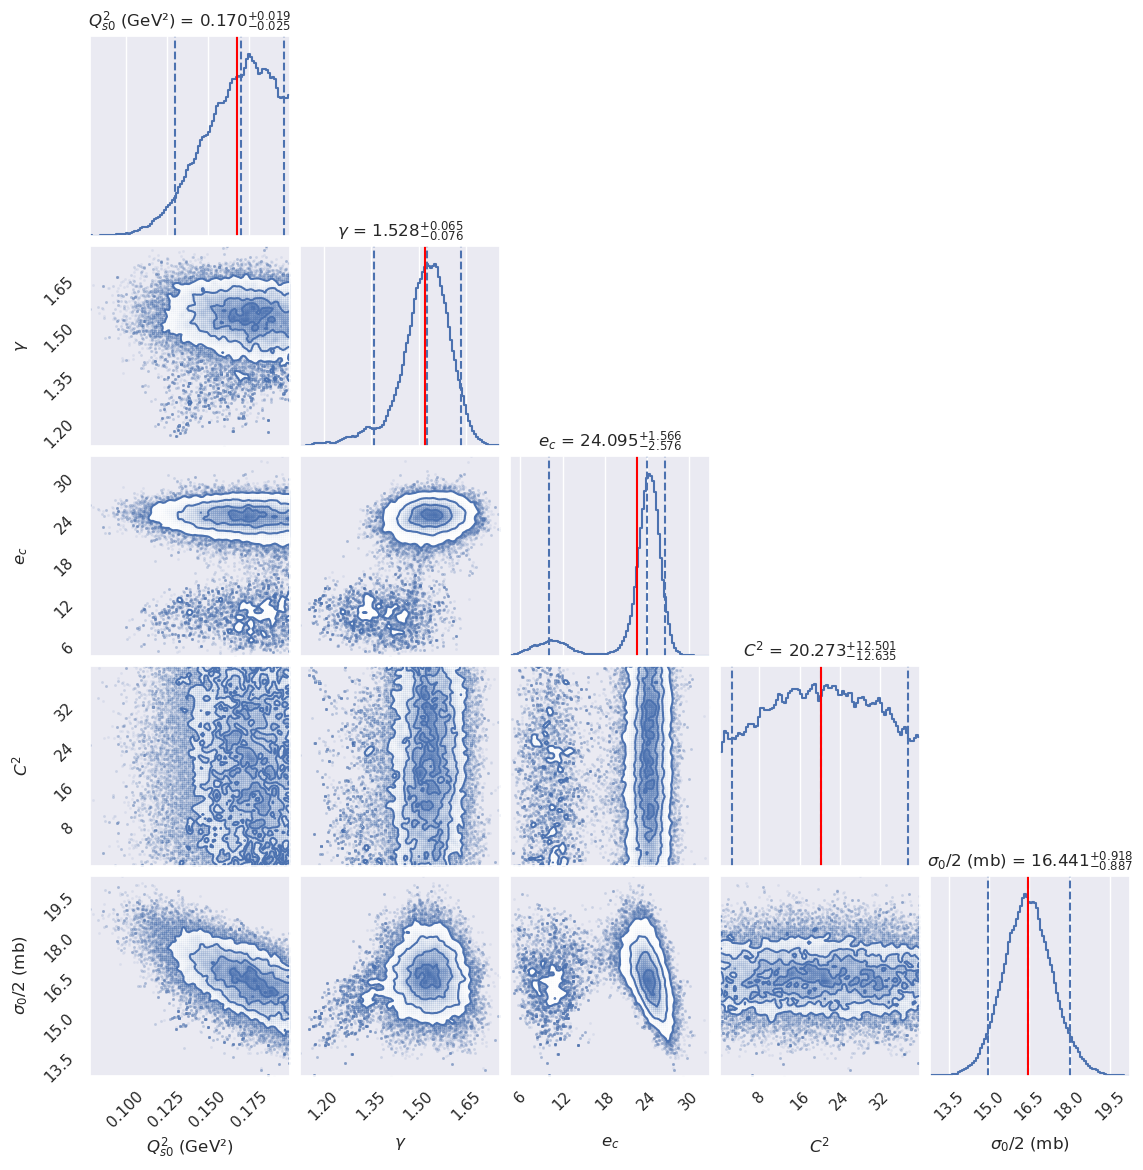 Q²ₛ₀ (GeV²) = 0.170⁺⁰·⁰¹⁹₋₀.₀₂₅
γ = 1.528⁺⁰·⁰⁶⁵₋₀.₀₇₆
1.65
1.50
1.35
1.20
γ
e_c = 24.095⁺¹·⁵⁶⁶₋₂.₅₇₆
30
24
18
12
6
e_c
C² = 20.273⁺¹²·⁵⁰¹₋₁₂.₆₃₅
32
24
16
8
C²
σ₀/2 (mb) = 16.441⁺⁰·⁹¹⁸₋₀.₈₈₇
19.5
18.0
16.5
15.0
13.5
σ₀/2 (mb)
0.100 0.125 0.150 0.175
1.20 1.35 1.50 1.65
6 12 18 24 30
8 16 24 32
13.5 15.0 16.5 18.0 19.5
Q²ₛ₀ (GeV²)
γ
e_c
C²
σ₀/2 (mb)